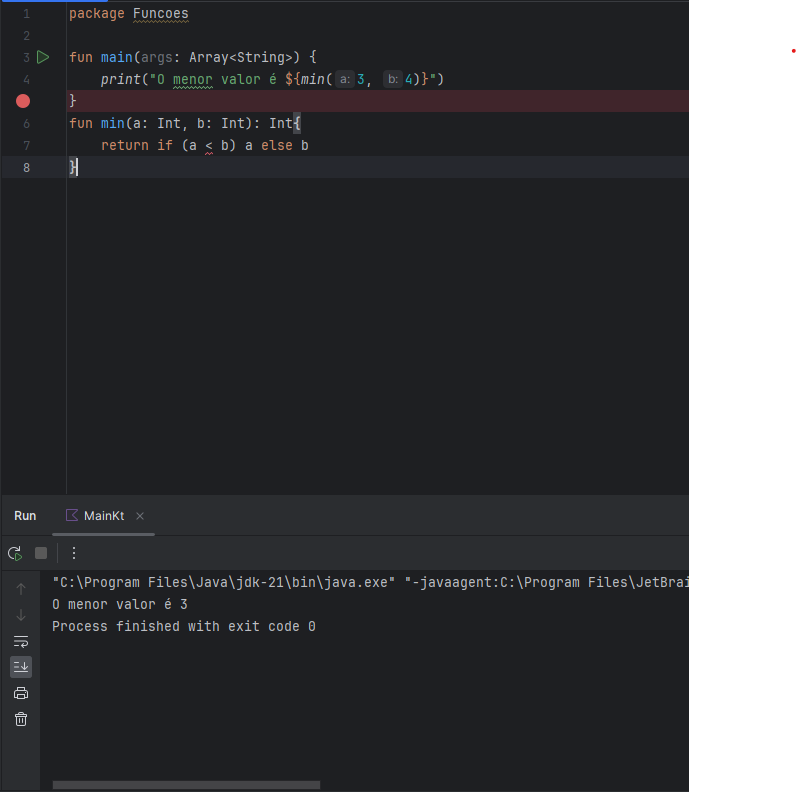 1 package Funcoes
2
3 fun main(args: Array<String>) {
4 print("O menor valor é ${min( a: 3, b: 4)}")
}
6 fun min(a: Int, b: Int): Int{
7 return if (a < b) a else b
8 }
Run MainKt
"C:\Program Files\Java\jdk-21\bin\java.exe" "-javaagent:C:\Program Files\JetBrai
O menor valor é 3
Process finished with exit code 0